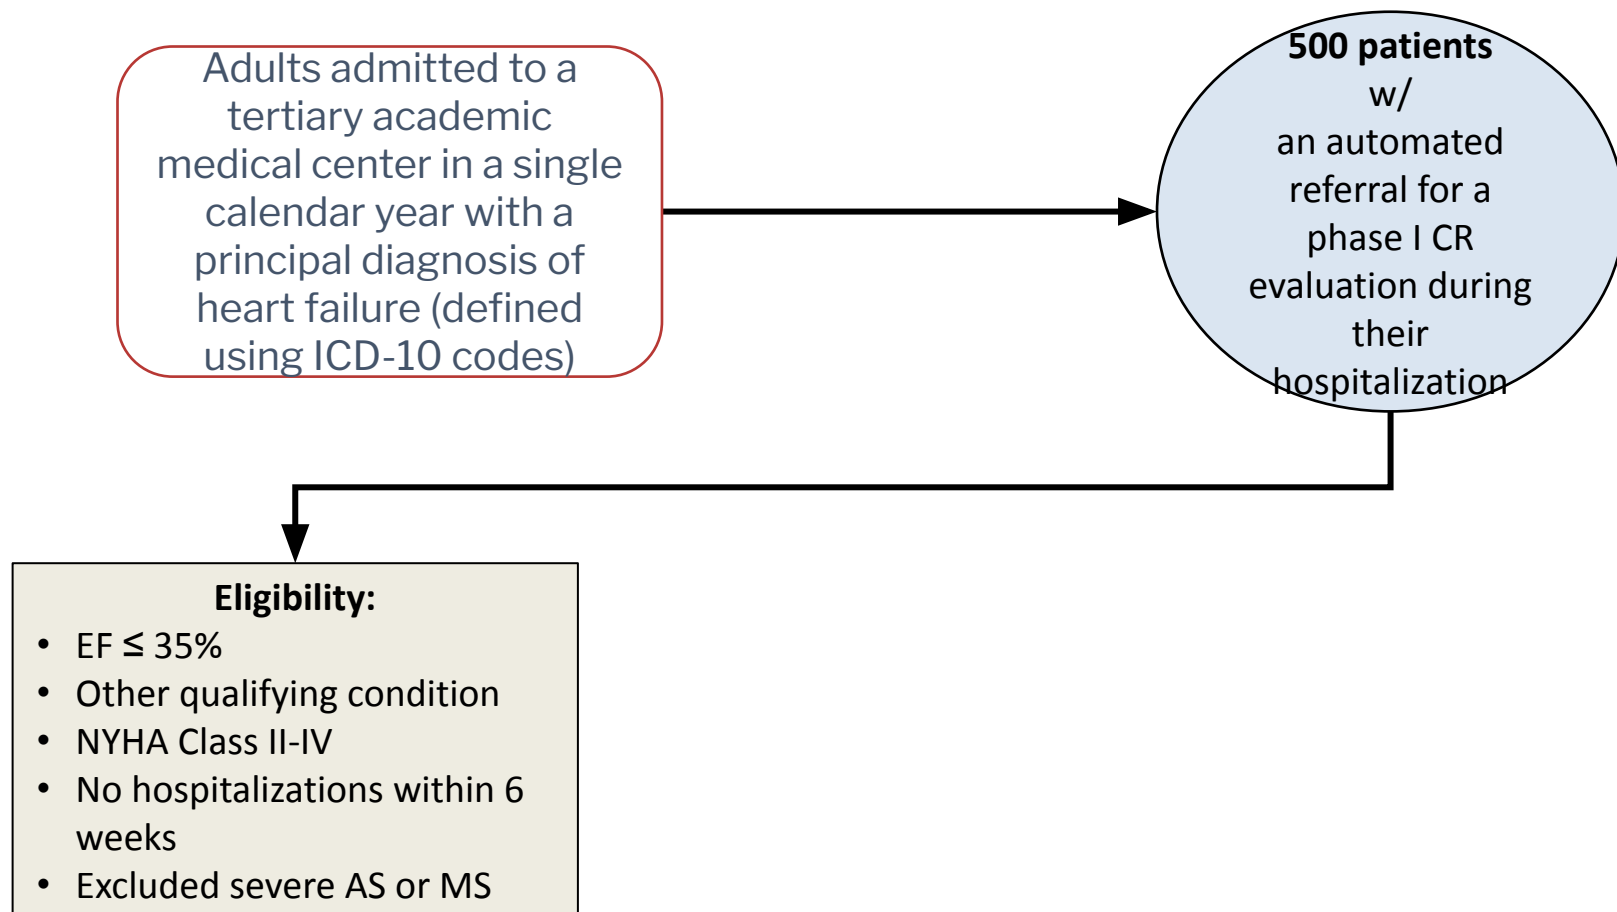 Adults admitted to a
tertiary academic
medical center in a single
calendar year with a
principal diagnosis of
heart failure (defined
using ICD-10 codes)
500 patients
w/
an automated
referral for a
phase I CR
evaluation during
their
hospitalization
Eligibility:
• EF ≤ 35%
• Other qualifying condition
• NYHA Class II-IV
• No hospitalizations within 6
weeks
• Excluded severe AS or MS